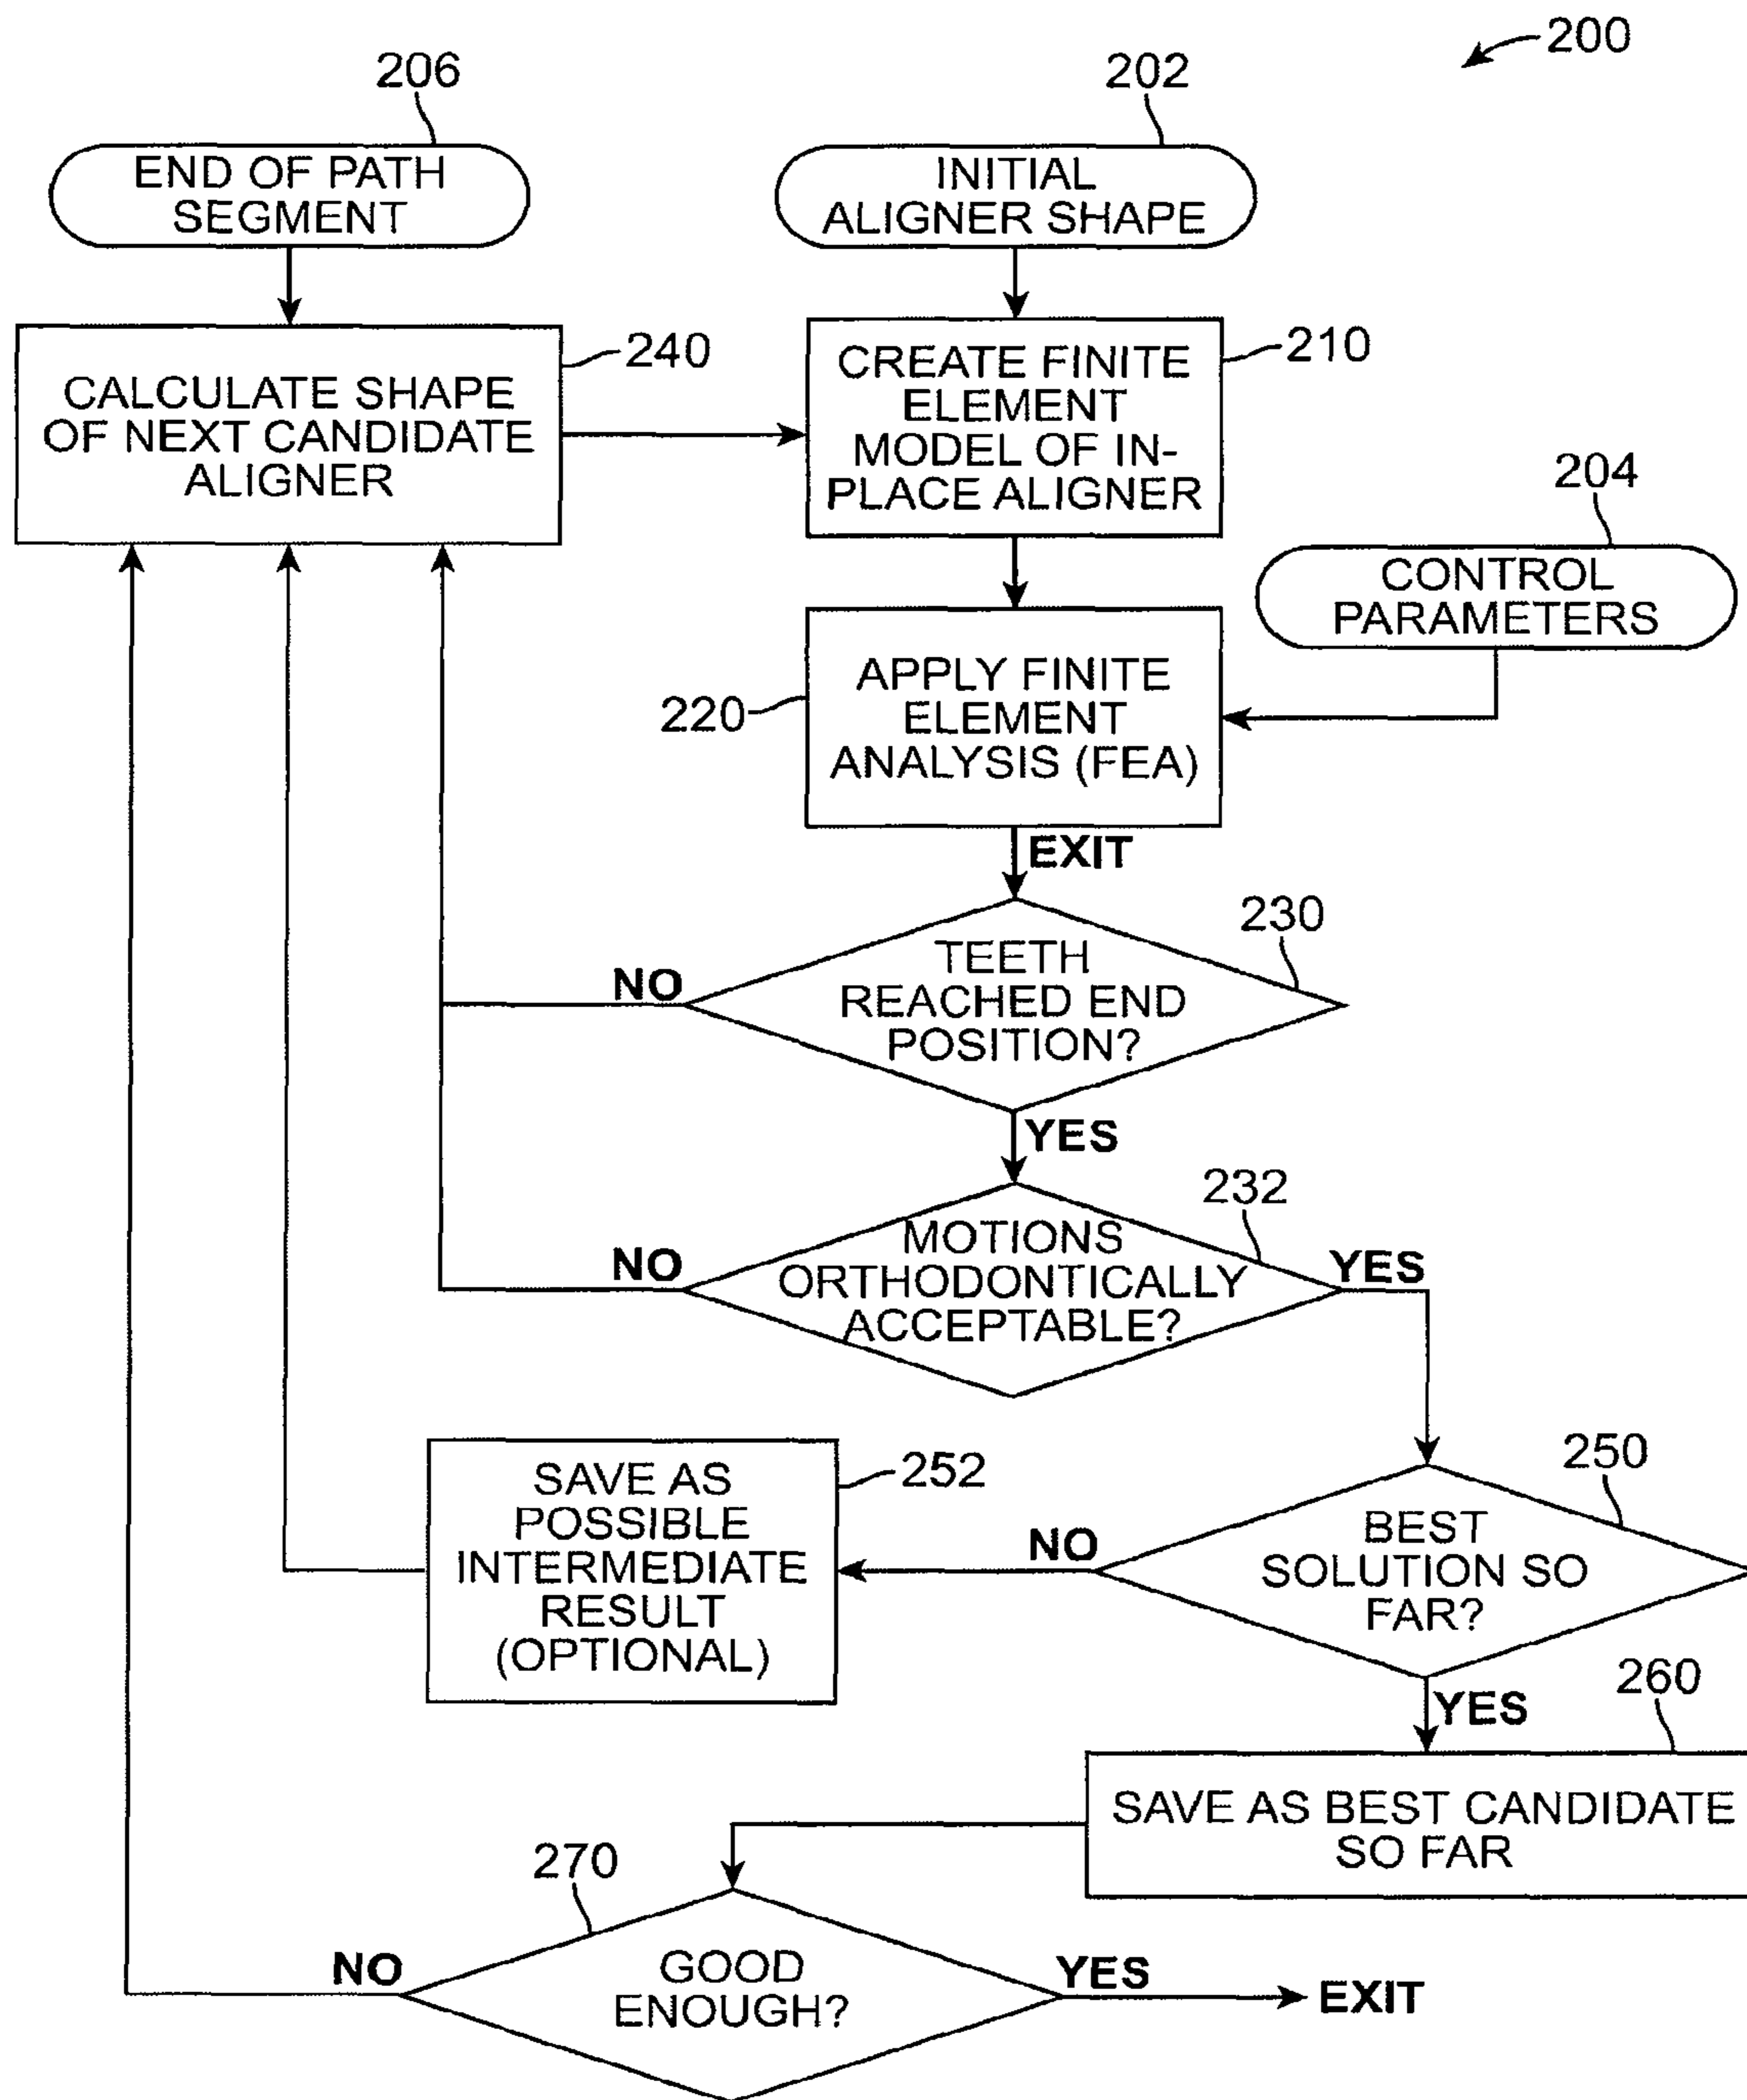 200
206
202
END OF PATH
SEGMENT
INITIAL
ALIGNER SHAPE
240
CALCULATE SHAPE
OF NEXT CANDIDATE
ALIGNER
210
CREATE FINITE
ELEMENT
MODEL OF IN-
PLACE ALIGNER
204
CONTROL
PARAMETERS
220
APPLY FINITE
ELEMENT
ANALYSIS (FEA)
EXIT
230
TEETH
REACHED END
POSITION?
NO
YES
232
MOTIONS
ORTHODONTICALLY
ACCEPTABLE?
NO
YES
252
SAVE AS
POSSIBLE
INTERMEDIATE
RESULT
(OPTIONAL)
250
BEST
SOLUTION SO
FAR?
NO
YES
260
SAVE AS BEST CANDIDATE
SO FAR
270
GOOD
ENOUGH?
NO
YES
EXIT